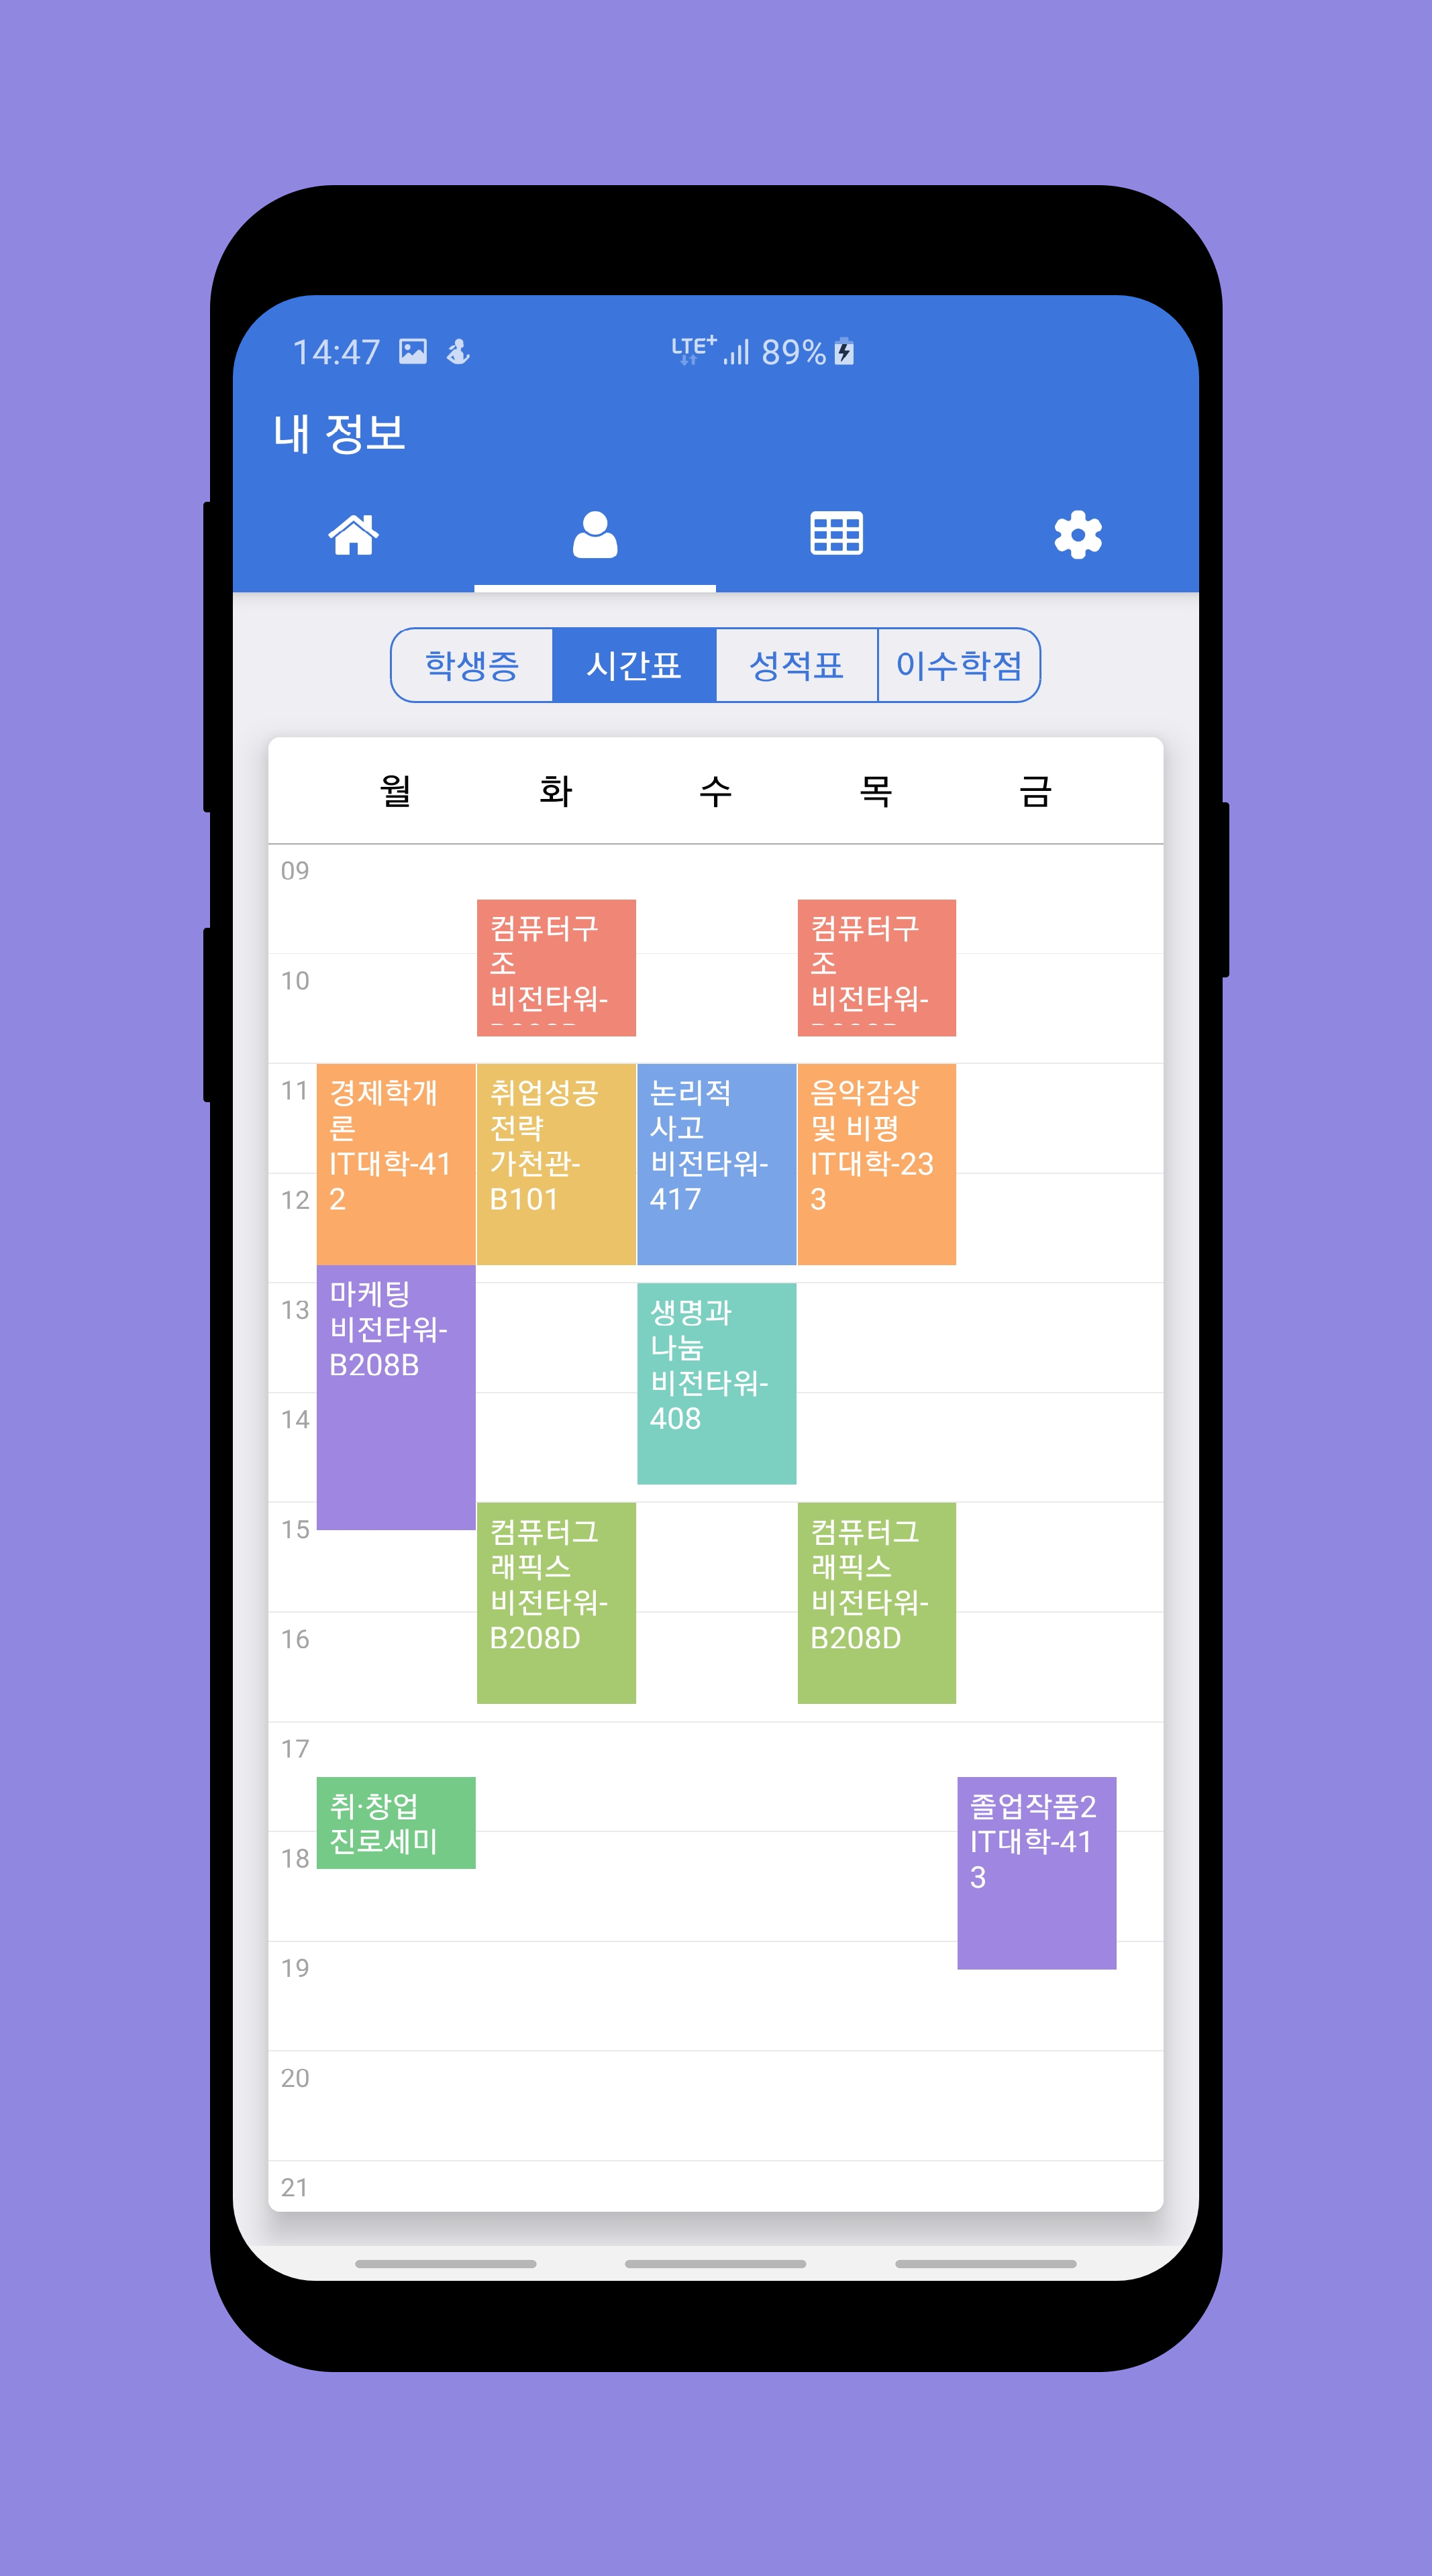 14:47 LTE+ 89%
내 정보
학생증 시간표 성적표 이수학점
월 화 수 목 금
09
컴퓨터구
조
비전타워-
컴퓨터구
조
비전타워-
10
11
경제학개
론
IT대학-41
2
취업성공
전략
가천관-
B101
논리적
사고
비전타워-
417
음악감상
및 비평
IT대학-23
3
12
13
마케팅
비전타워-
B208B
생명과
나눔
비전타워-
408
14
15
컴퓨터그
래픽스
비전타워-
B208D
컴퓨터그
래픽스
비전타워-
B208D
16
17
취·창업
진로세미
졸업작품2
IT대학-41
3
18
19
20
21